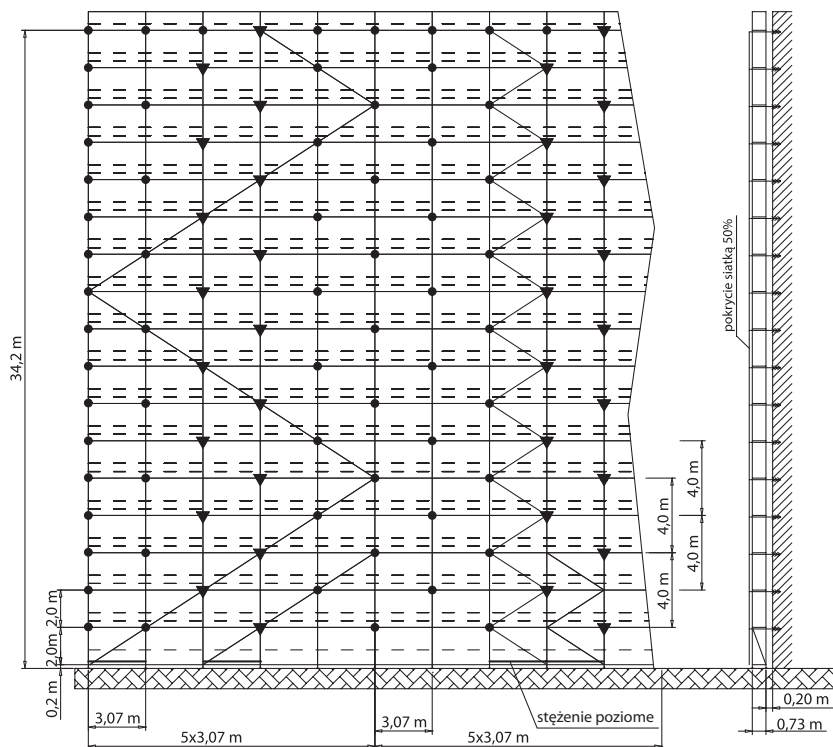 34,2 m
2,0 m
2,0m
0,2 m
4,0 m
4,0 m
4,0 m
4,0 m
pokrycie siatką 50%
3,07 m
5x3,07 m
3,07 m
5x3,07 m
stężenie poziome
0,20 m
0,73 m